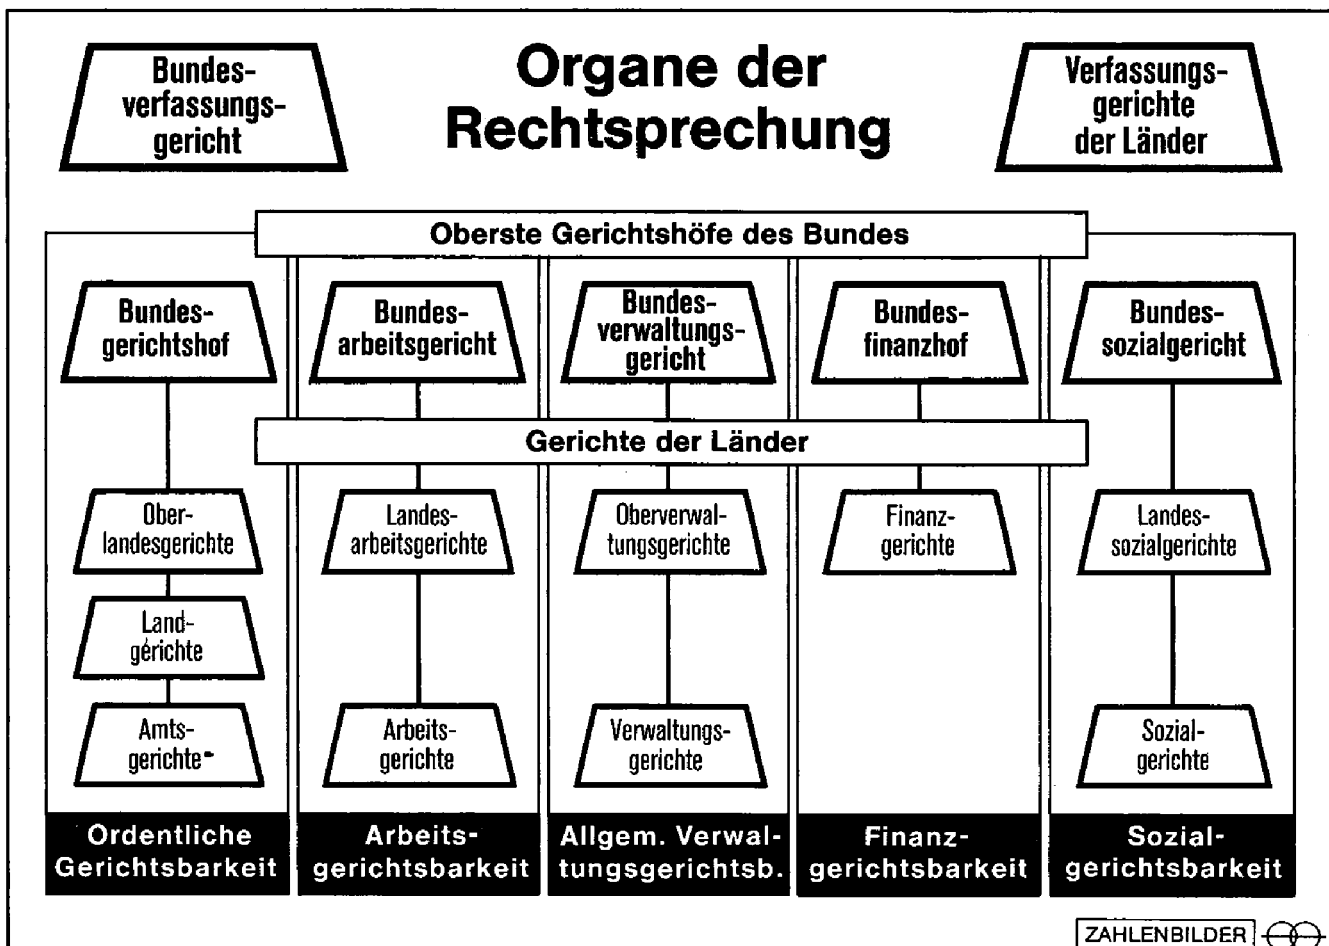 Organe der
Rechtsprechung
Bundes-
verfassungs-
gericht
Verfassungs-
gerichte
der Länder
Oberste Gerichtshöfe des Bundes
Bundes-
gerichtshof
Bundes-
arbeitsgericht
Bundes-
verwaltungs-
gericht
Bundes-
finanzhof
Bundes-
sozialgericht
Gerichte der Länder
Ober-
landesgerichte
Landes-
arbeitsgerichte
Oberverwal-
tungsgerichte
Finanz-
gerichte
Landes-
sozialgerichte
Land-
gerichte
Amts-
gerichte
Arbeits-
gerichte
Verwaltungs-
gerichte
Sozial-
gerichte
Ordentliche
Gerichtsbarkeit
Arbeits-
gerichtsbarkeit
Allgem. Verwal-
tungsgerichtsb.
Finanz-
gerichtsbarkeit
Sozial-
gerichtsbarkeit
ZAHLENBILDER